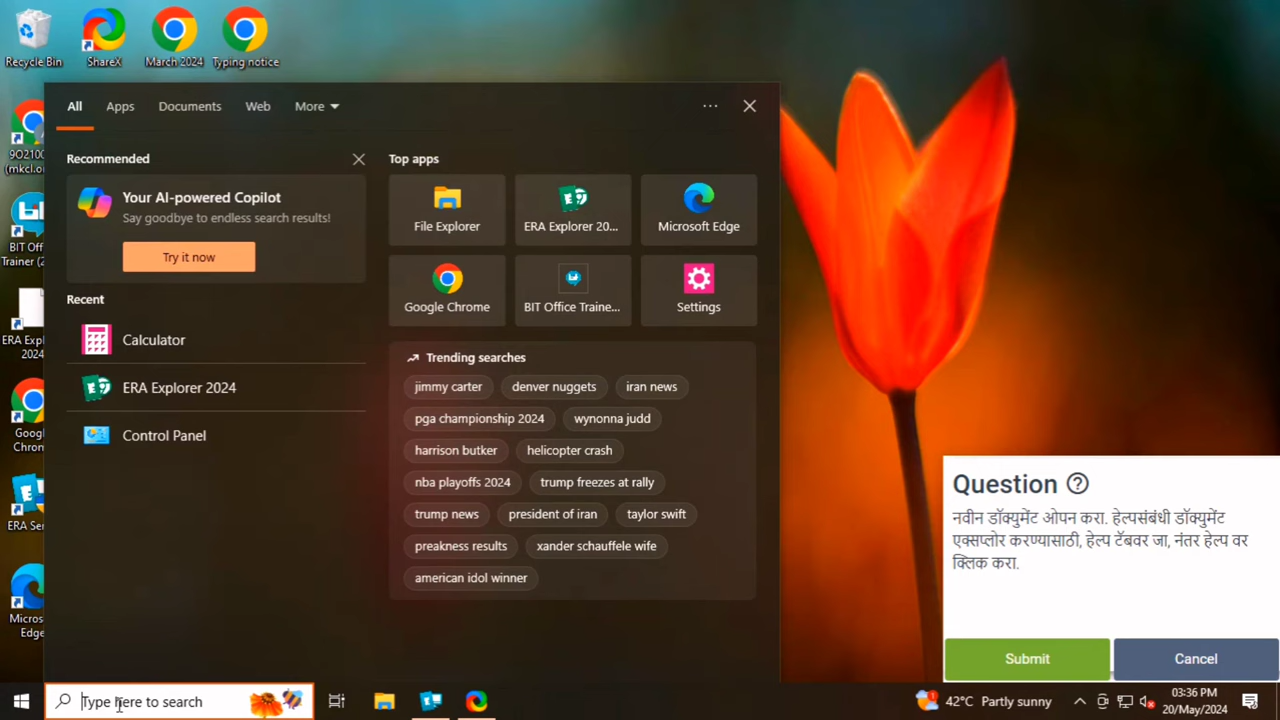 Recycle Bin
ShareX
March 2024
Typing notice
All
Apps
Documents
Web
More
Recommended
Your AI-powered Copilot
Say goodbye to endless search results!
Try it now
Recent
Calculator
ERA Explorer 2024
Control Panel
Top apps
File Explorer
ERA Explorer 20...
Microsoft Edge
Google Chrome
BIT Office Traine...
Settings
Trending searches
jimmy carter
denver nuggets
iran news
pga championship 2024
wynonna judd
harrison butker
helicopter crash
nba playoffs 2024
trump freezes at rally
trump news
president of iran
taylor swift
preakness results
xander schauffele wife
american idol winner
Question
नवीन डॉक्युमेंट ओपन करा. हेल्पसंबंधी डॉक्युमेंट
एक्सप्लोर करण्यासाठी, हेल्प टॅबवर जा, नंतर हेल्प वर
क्लिक करा.
Submit
Cancel
Type here to search
42°C Partly sunny
03:36 PM
20/May/2024